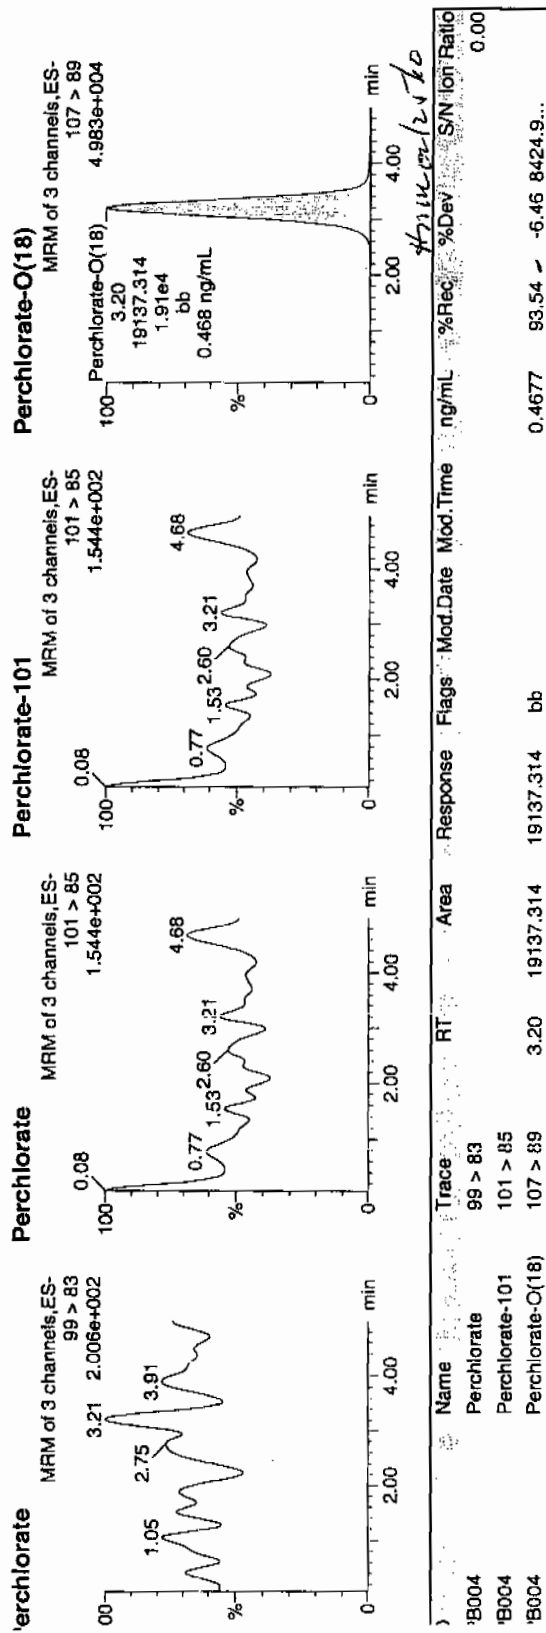 'erchlorate
MRM of 3 channels,ES-
99 > 83
2.006e+002
3.21
3.91
2.75
1.05
00
2.00
4.00
min
Perchlorate
MRM of 3 channels,ES-
101 > 85
1.544e+002
0.08
0.77
1.53
2.60
3.21
4.68
100
%
0
2.00
4.00
min
Perchlorate-101
MRM of 3 channels,ES-
101 > 85
1.544e+002
0.08
0.77
1.53
2.60
3.21
4.68
100
%
0
2.00
4.00
min
Perchlorate-O(18)
MRM of 3 channels,ES-
107 > 89
4.983e+004
Perchlorate-O(18)
3.20
19137.314
1.91e4
bb
0.468 ng/mL
100
%
0
2.00
4.00
min
Name Trace RT Area Response Flags Mod.Date Mod.Time ng/mL %Rec %Dev S/N Ion Ratio
'B004 Perchlorate 99 > 83 0.00
'B004 Perchlorate-101 101 > 85
'B004 Perchlorate-O(18) 107 > 89 3.20 19137.314 19137.314 bb 0.4677 93.54 -6.46 8424.9...